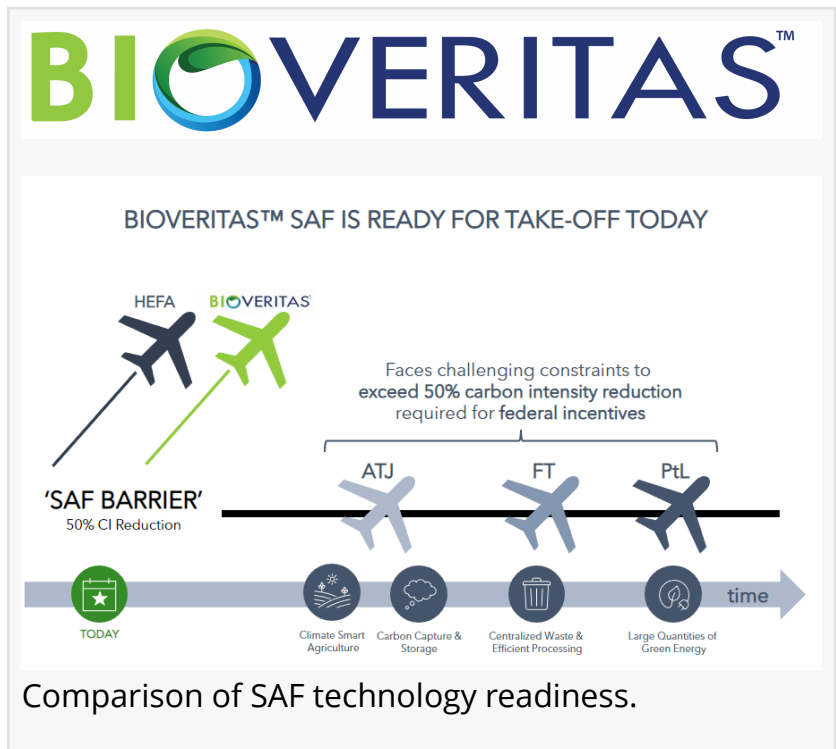 BIOVERITAS™
BIOVERITAS™ SAF IS READY FOR TAKE-OFF TODAY
HEFA
BIOVERITAS
Faces challenging constraints to
exceed 50% carbon intensity reduction
required for federal incentives
ATJ
FT
PtL
'SAF BARRIER'
50% CI Reduction
time
TODAY
Climate Smart
Agriculture
Carbon Capture &
Storage
Centralized Waste &
Efficient Processing
Large Quantities of
Green Energy
Comparison of SAF technology readiness.